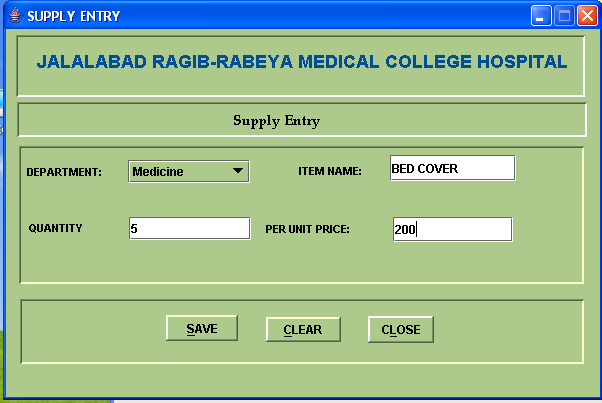 SUPPLY ENTRY
JALALABAD RAGIB-RABEYA MEDICAL COLLEGE HOSPITAL
Supply Entry
DEPARTMENT: Medicine ITEM NAME: BED COVER
QUANTITY 5 PER UNIT PRICE: 200
SAVE CLEAR CLOSE